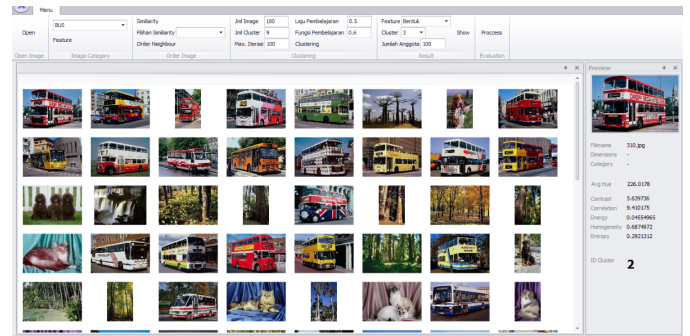 Menu
Open
BUS
Feature
Similiarity
Pilihan Similarity
Order Neighbour
Jml Image 100
Jml Cluster 9
Max. Iterasi 100
Laju Pembelajaran 0.5
Fungsi Pembelajaran 0.6
Clustering
Feature Bentuk
Cluster 3
Show
Jumlah Anggota 100
Proccess
Open Image
Image Category
Order Image
Clustering
Result
Evaluation
Preview
Filename 310.jpg
Dimensions -
Category -
Avg Hue 226.0178
Contrast 5.639736
Correlation 9.410175
Energy 0.04554965
Homogeneity 0.6874972
Entropy 0.2921312
ID Cluster 2